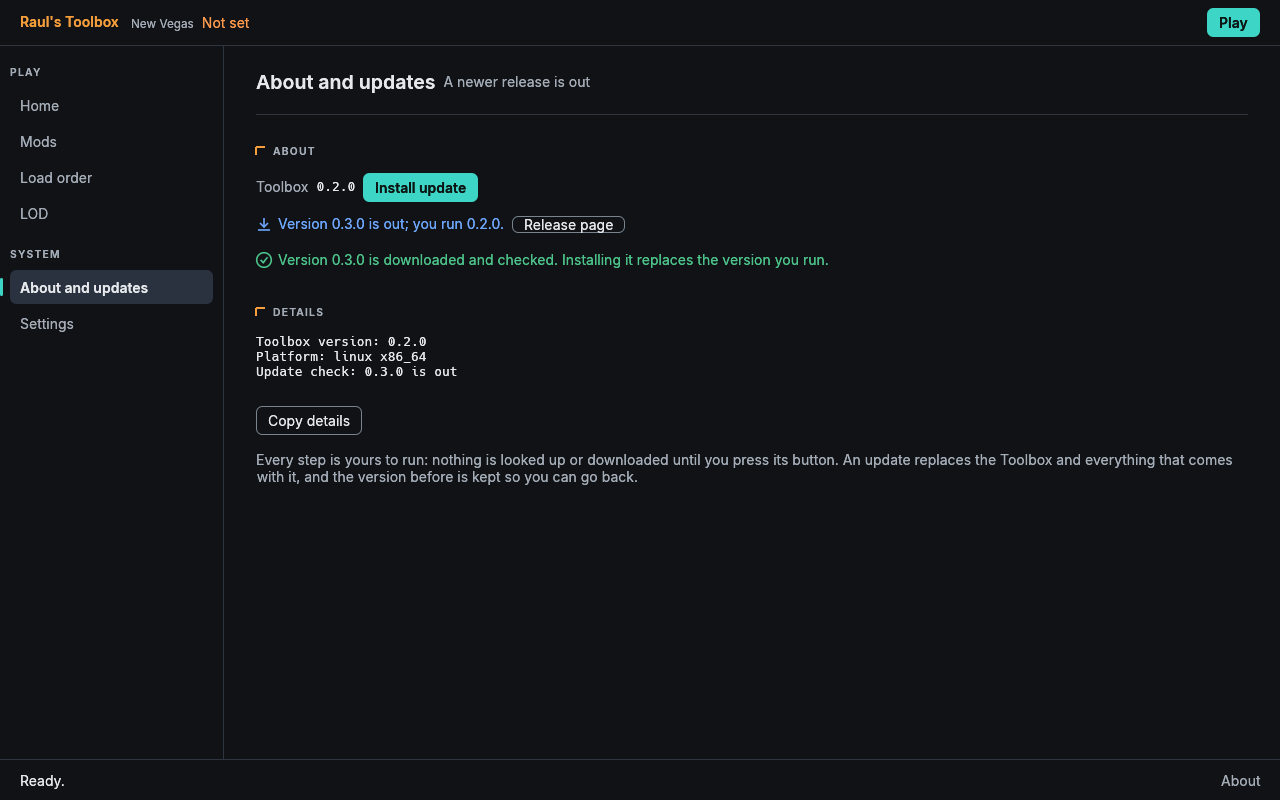 Raul's Toolbox New Vegas Not set Play
PLAY
Home
Mods
Load order
LOD
SYSTEM
About and updates
Settings
About and updates A newer release is out
ABOUT
Toolbox 0.2.0 Install update
Version 0.3.0 is out; you run 0.2.0. Release page
Version 0.3.0 is downloaded and checked. Installing it replaces the version you run.
DETAILS
Toolbox version: 0.2.0
Platform: linux x86_64
Update check: 0.3.0 is out
Copy details
Every step is yours to run: nothing is looked up or downloaded until you press its button. An update replaces the Toolbox and everything that comes
with it, and the version before is kept so you can go back.
Ready. About